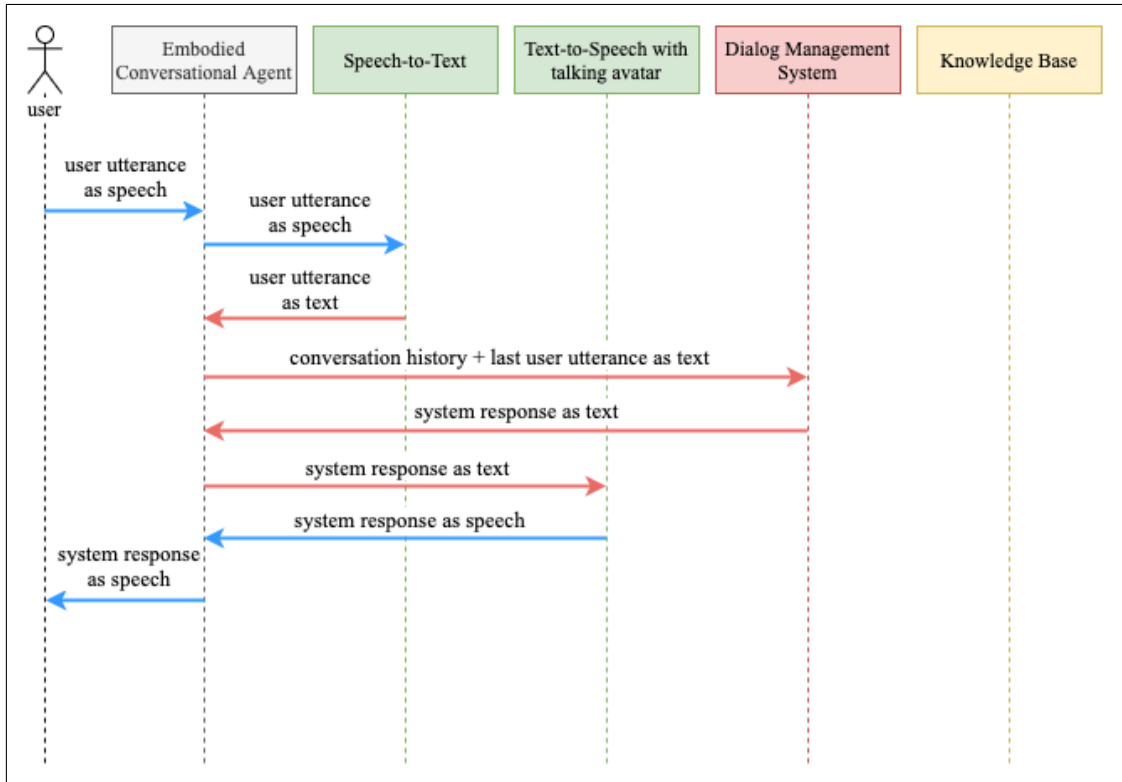 Embodied
Conversational Agent
Speech-to-Text
Text-to-Speech with
talking avatar
Dialog Management
System
Knowledge Base
user
user utterance
as speech
user utterance
as speech
user utterance
as text
conversation history + last user utterance as text
system response as text
system response as text
system response as speech
system response
as speech